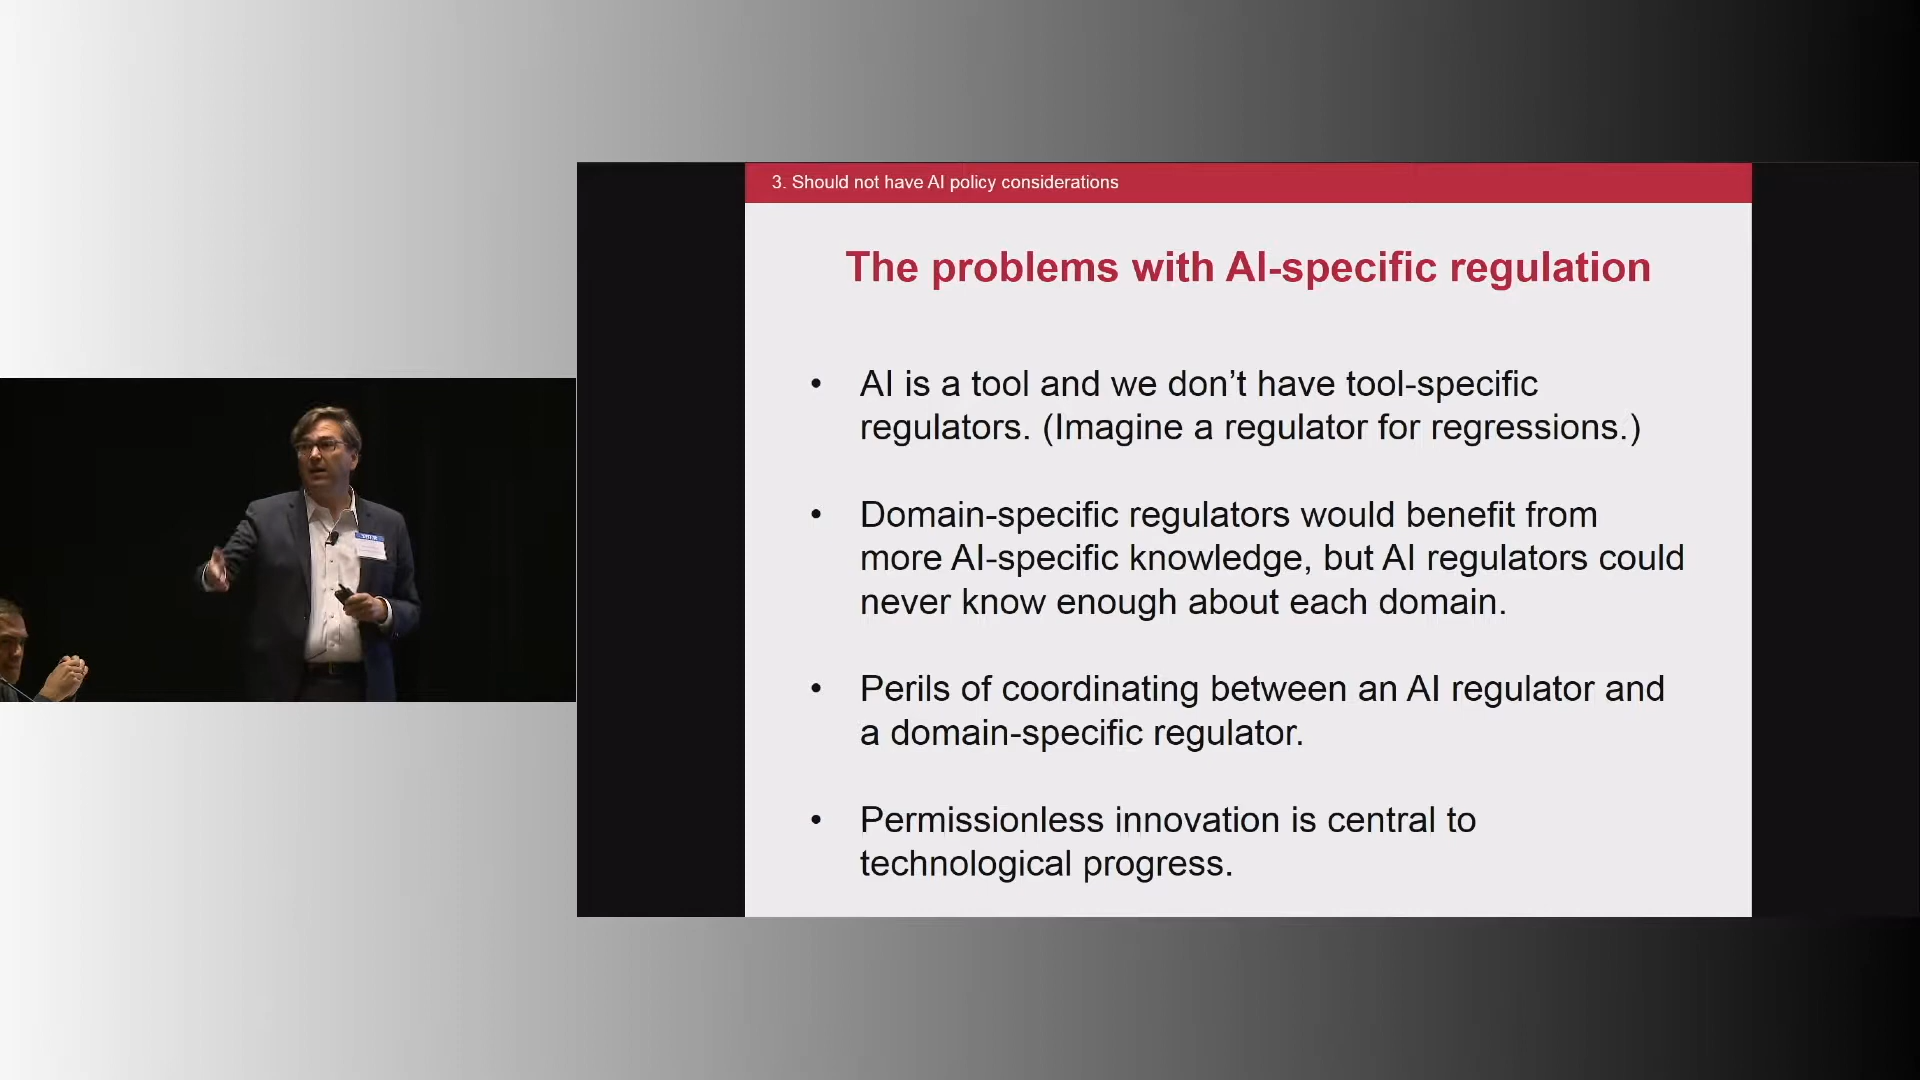 3. Should not have AI policy considerations
The problems with AI-specific regulation
• AI is a tool and we don’t have tool-specific
regulators. (Imagine a regulator for regressions.)
• Domain-specific regulators would benefit from
more AI-specific knowledge, but AI regulators could
never know enough about each domain.
• Perils of coordinating between an AI regulator and
a domain-specific regulator.
• Permissionless innovation is central to
technological progress.